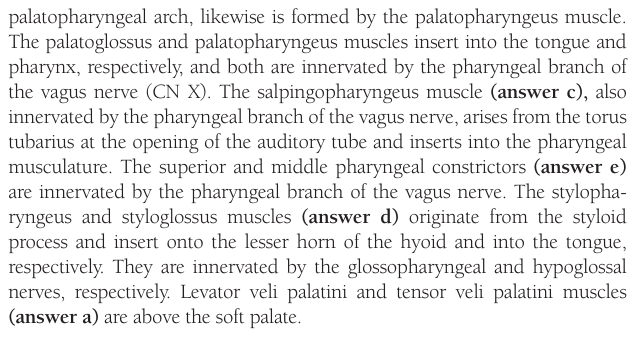 palatopharyngeal arch, likewise is formed by the palatopharyngeus muscle.
The palatoglossus and palatopharyngeus muscles insert into the tongue and
pharynx, respectively, and both are innervated by the pharyngeal branch of
the vagus nerve (CN X). The salpingopharyngeus muscle (answer c), also
innervated by the pharyngeal branch of the vagus nerve, arises from the torus
tubarius at the opening of the auditory tube and inserts into the pharyngeal
musculature. The superior and middle pharyngeal constrictors (answer e)
are innervated by the pharyngeal branch of the vagus nerve. The stylopha-
ryngeus and styloglossus muscles (answer d) originate from the styloid
process and insert onto the lesser horn of the hyoid and into the tongue,
respectively. They are innervated by the glossopharyngeal and hypoglossal
nerves, respectively. Levator veli palatini and tensor veli palatini muscles
(answer a) are above the soft palate.